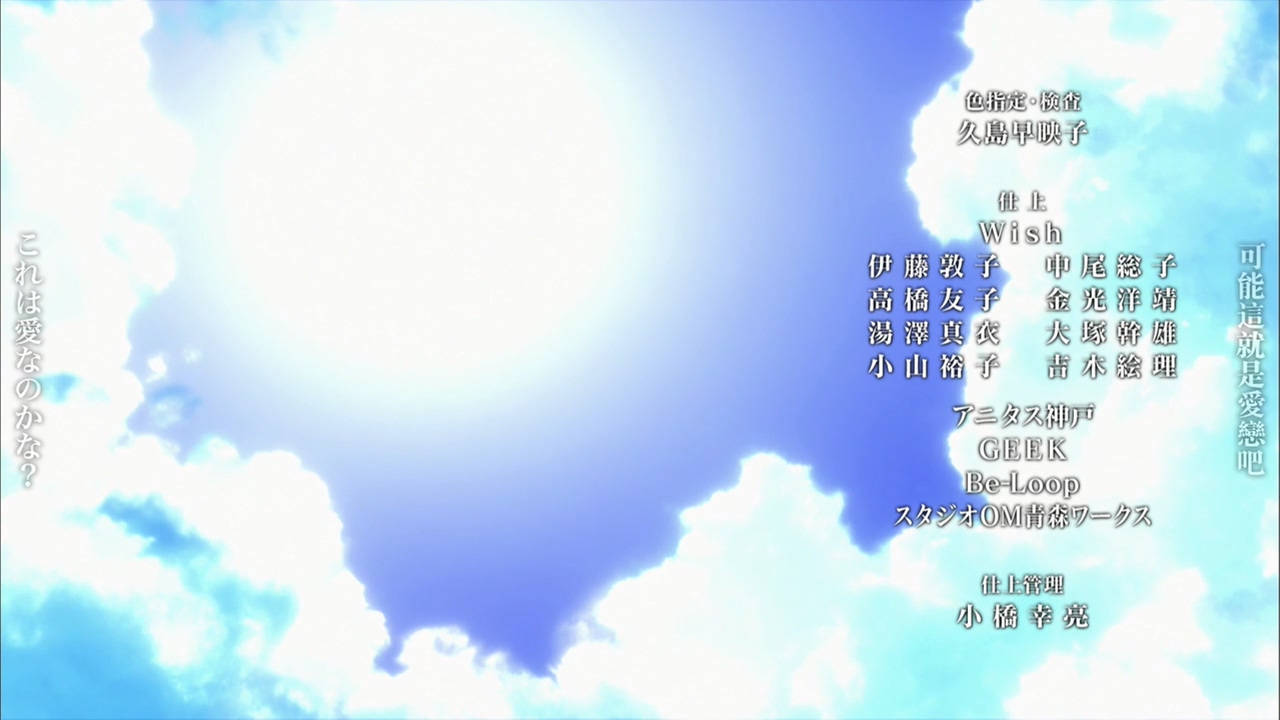 色指定・検査
久島早映子
仕上
Wish
伊藤敦子　中尾総子
高橋友子　金光洋靖
湯澤真衣　大塚幹雄
小山裕子　吉木絵理
アニタス神戸
GEEK
Be-Loop
スタジオOM青森ワークス
仕上管理
小橋幸亮
これは愛なのかな？
可能這就是愛戀吧